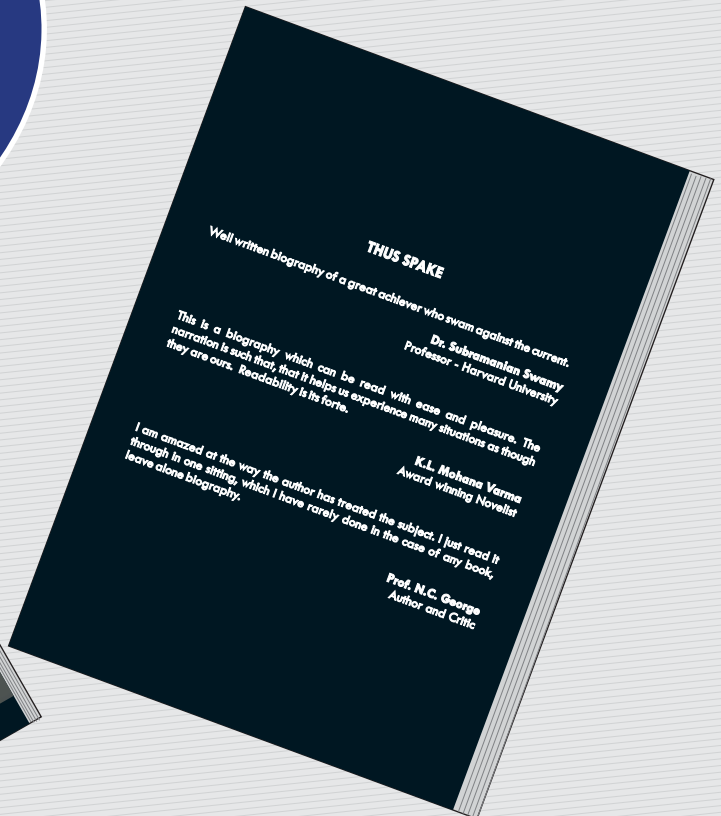 THUS SPAKE
Well written biography of a great achiever who swam against the current.
Dr. Subramanian Swamy
Professor - Harvard University
This is a biography which can be read with ease and pleasure. The
narration is such that, that it helps us experience many situations as though
they are ours. Readability is its forte.
K.L. Mohana Varma
Award winning Novelist
I am amazed at the way the author has treated the subject. I just read it
through in one sitting, which I have rarely done in the case of any book,
leave alone biography.
Prof. N.C. George
Author and Critic